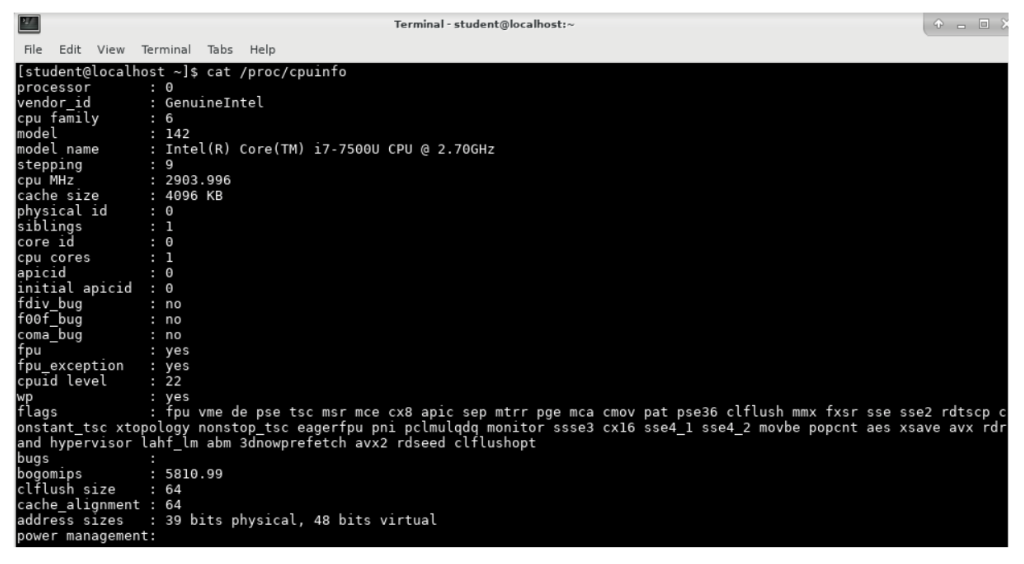 Terminal - student@localhost:~
File Edit View Terminal Tabs Help
[student@localhost ~]$ cat /proc/cpuinfo
processor : 0
vendor_id : GenuineIntel
cpu family : 6
model : 142
model name : Intel(R) Core(TM) i7-7500U CPU @ 2.70GHz
stepping : 9
cpu MHz : 2903.996
cache size : 4096 KB
physical id : 0
siblings : 1
core id : 0
cpu cores : 1
apicid : 0
initial apicid : 0
fdiv_bug : no
f00f_bug : no
coma_bug : no
fpu : yes
fpu_exception : yes
cpuid level : 22
wp : yes
flags : fpu vme de pse tsc msr mce cx8 apic sep mtrr pge mca cmov pat pse36 clflush mmx fxsr sse sse2 rdtscp c
onstant_tsc xtopology nonstop_tsc eagerfpu pni pclmulqdq monitor ssse3 cx16 sse4_1 sse4_2 movbe popcnt aes xsave avx rdr
and hypervisor lahf_lm abm 3dnowprefetch avx2 rdseed clflushopt
bugs :
bogomips : 5810.99
clflush size : 64
cache_alignment : 64
address sizes : 39 bits physical, 48 bits virtual
power management: